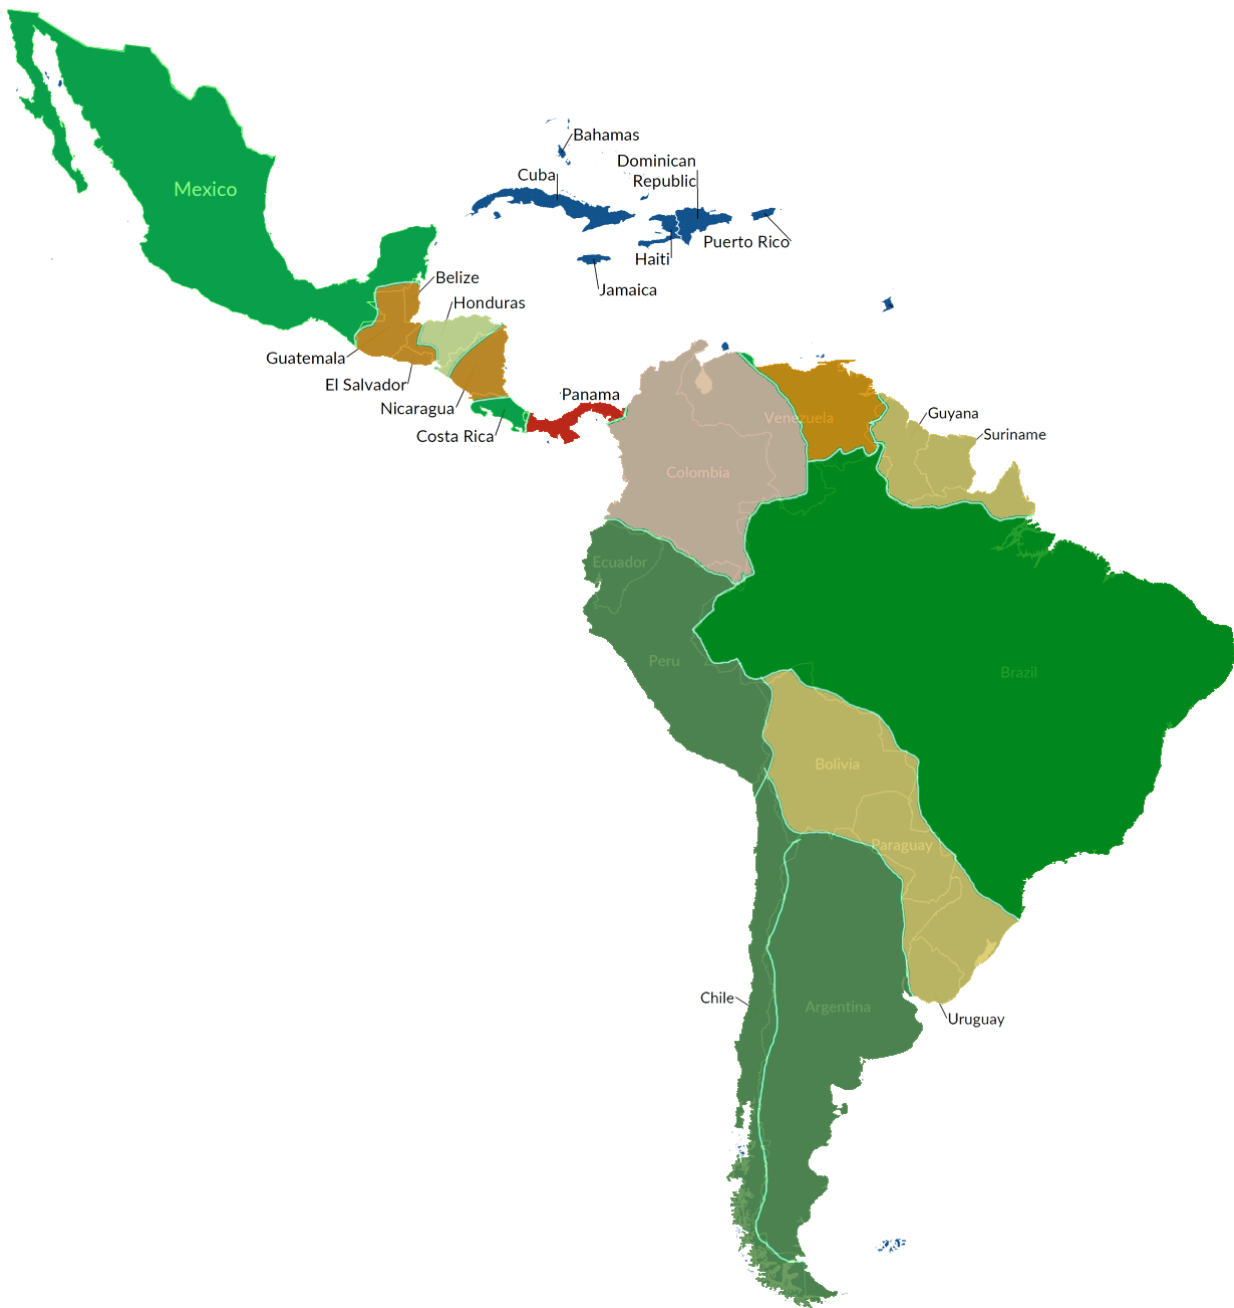 Bahamas
Dominican
Republic
Cuba
Mexico
Puerto Rico
Haiti
Jamaica
Belize
Honduras
Guatemala
El Salvador
Panama
Nicaragua
Costa Rica
Venezuela
Guyana
Suriname
Colombia
Ecuador
Peru
Brazil
Bolivia
Paraguay
Chile
Argentina
Uruguay